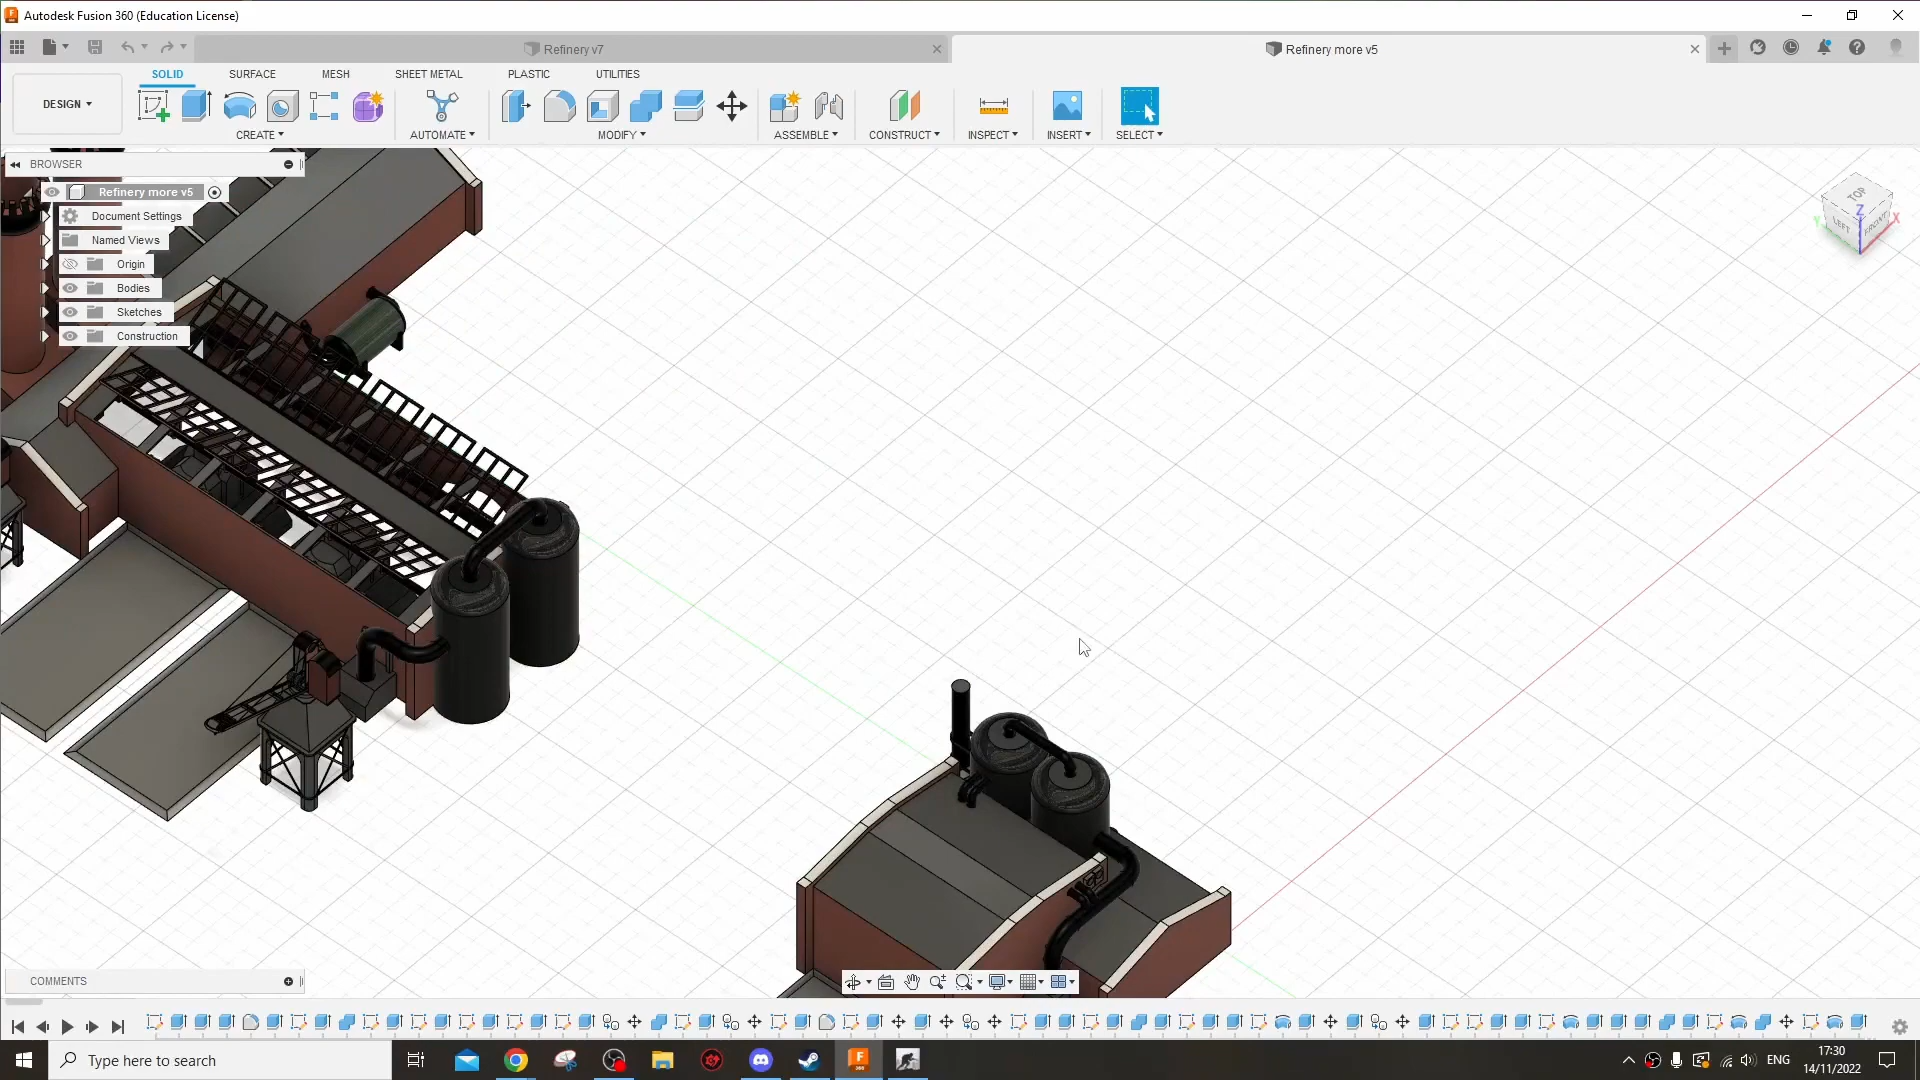 Autodesk Fusion 360 (Education License)
Refinery v7
Refinery more v5
DESIGN
SOLID
SURFACE
MESH
SHEET METAL
PLASTIC
UTILITIES
CREATE
AUTOMATE
MODIFY
ASSEMBLE
CONSTRUCT
INSPECT
INSERT
SELECT
BROWSER
Refinery more v5
Document Settings
Named Views
Origin
Bodies
Sketches
Construction
TOP
LEFT
FRONT
Z
X
Y
COMMENTS
Type here to search
F
360
ENG
17:30
14/11/2022